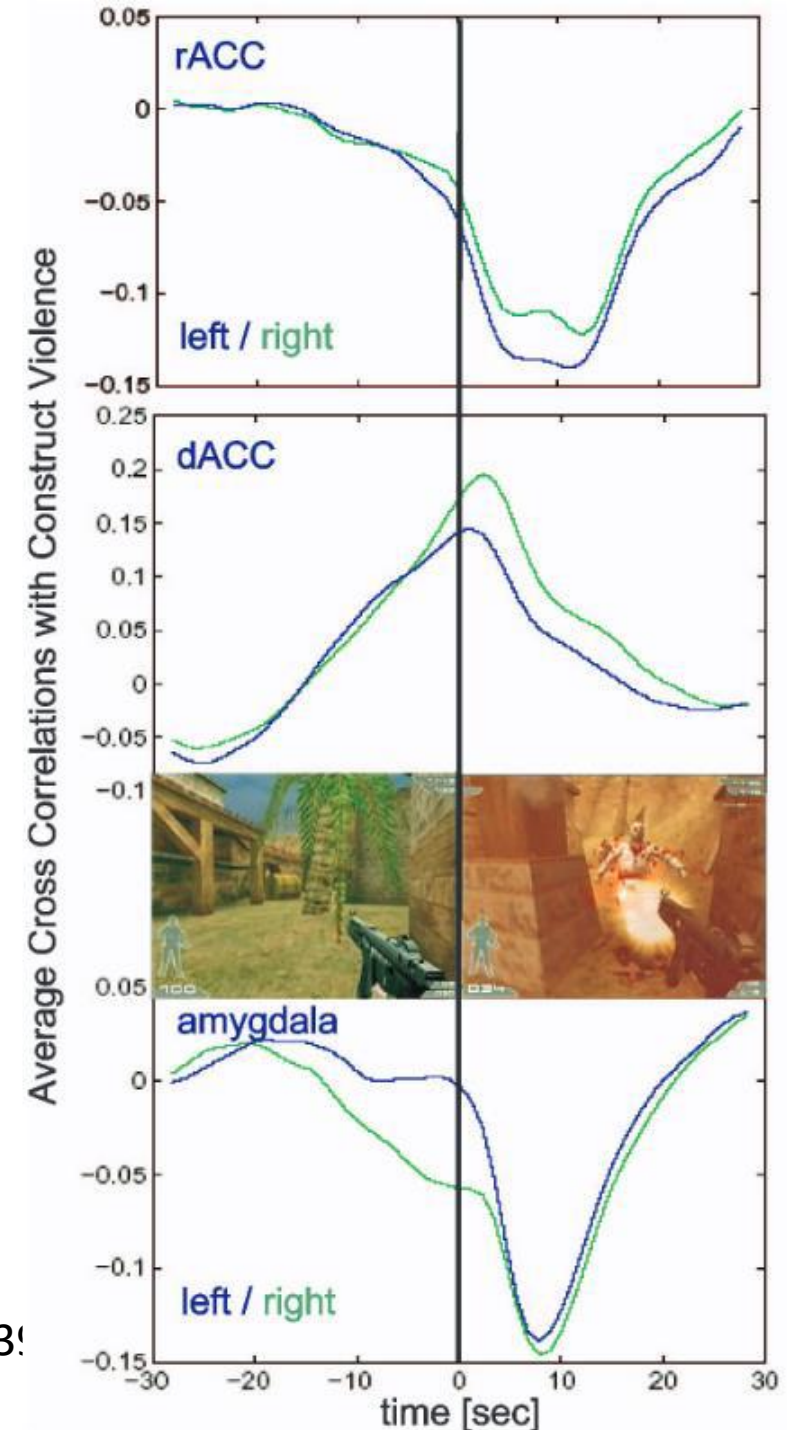 Average Cross Correlations with Construct Violence
0.05
rACC
0
−0.05
−0.1
left / right
−0.15
0.25
dACC
0.2
0.15
0.1
0.05
0
−0.05
−0.1
100
034
0.05
amygdala
0
−0.05
−0.1
left / right
−0.15
−30 −20 −10 0 10 20 30
time [sec]